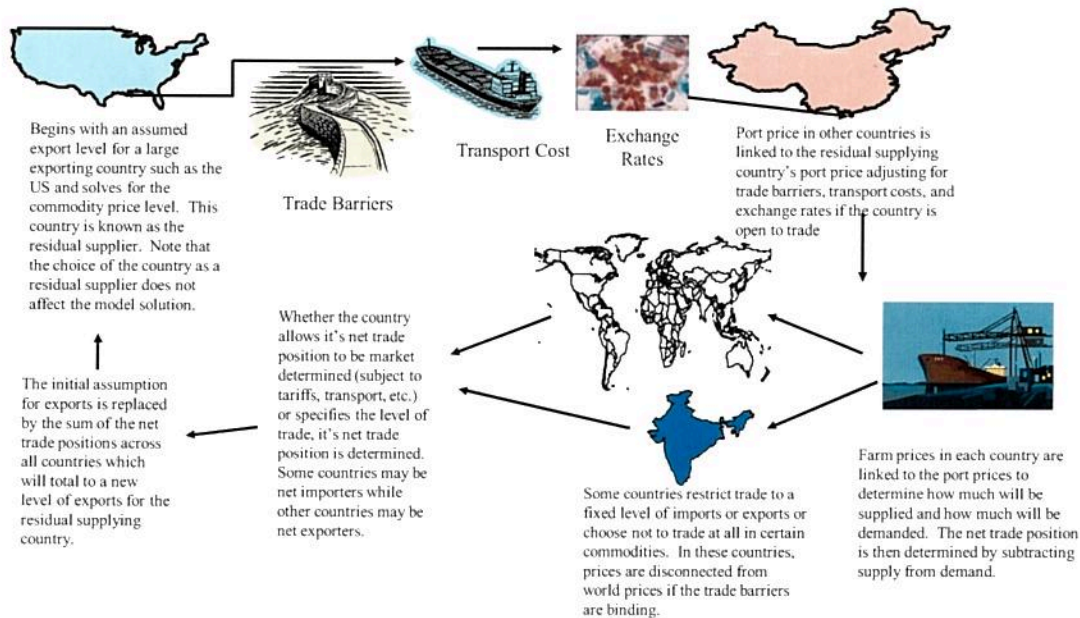 Begins with an assumed
export level for a large
exporting country such as the
US and solves for the
commodity price level. This
country is known as the
residual supplier. Note that
the choice of the country as a
residual supplier does not
affect the model solution.
Trade Barriers
Transport Cost
Exchange
Rates
Port price in other countries is
linked to the residual supplying
country's port price adjusting for
trade barriers, transport costs, and
exchange rates if the country is
open to trade
Farm prices in each country are
linked to the port prices to
determine how much will be
supplied and how much will be
demanded. The net trade position
is then determined by subtracting
supply from demand.
Some countries restrict trade to a
fixed level of imports or exports or
choose not to trade at all in certain
commodities. In these countries,
prices are disconnected from
world prices if the trade barriers
are binding.
Whether the country
allows it's net trade
position to be market
determined (subject to
tariffs, transport, etc.)
or specifies the level of
trade, it's net trade
position is determined.
Some countries may be
net importers while
other countries may be
net exporters.
The initial assumption
for exports is replaced
by the sum of the net
trade positions across
all countries which
will total to a new
level of exports for the
residual supplying
country.